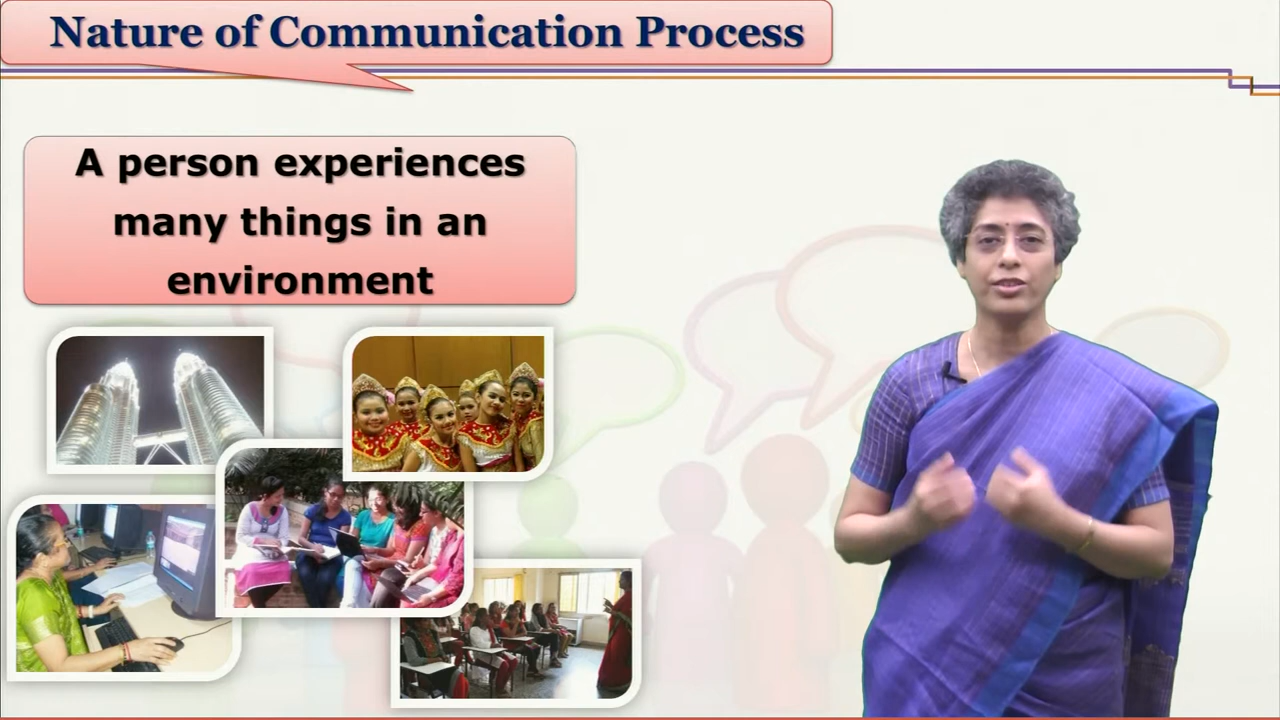 Nature of Communication Process
A person experiences
many things in an
environment